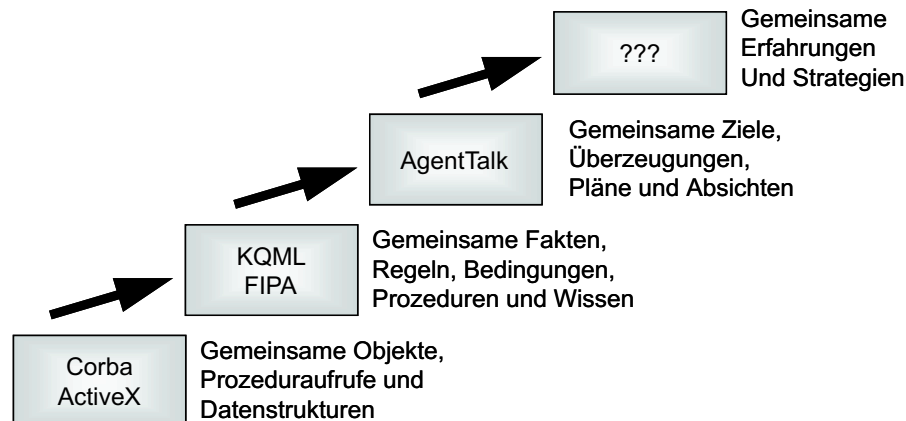 ???
Gemeinsame
Erfahrungen
Und Strategien
AgentTalk
Gemeinsame Ziele,
Überzeugungen,
Pläne und Absichten
KQML
FIPA
Gemeinsame Fakten,
Regeln, Bedingungen,
Prozeduren und Wissen
Corba
ActiveX
Gemeinsame Objekte,
Prozeduraufrufe und
Datenstrukturen